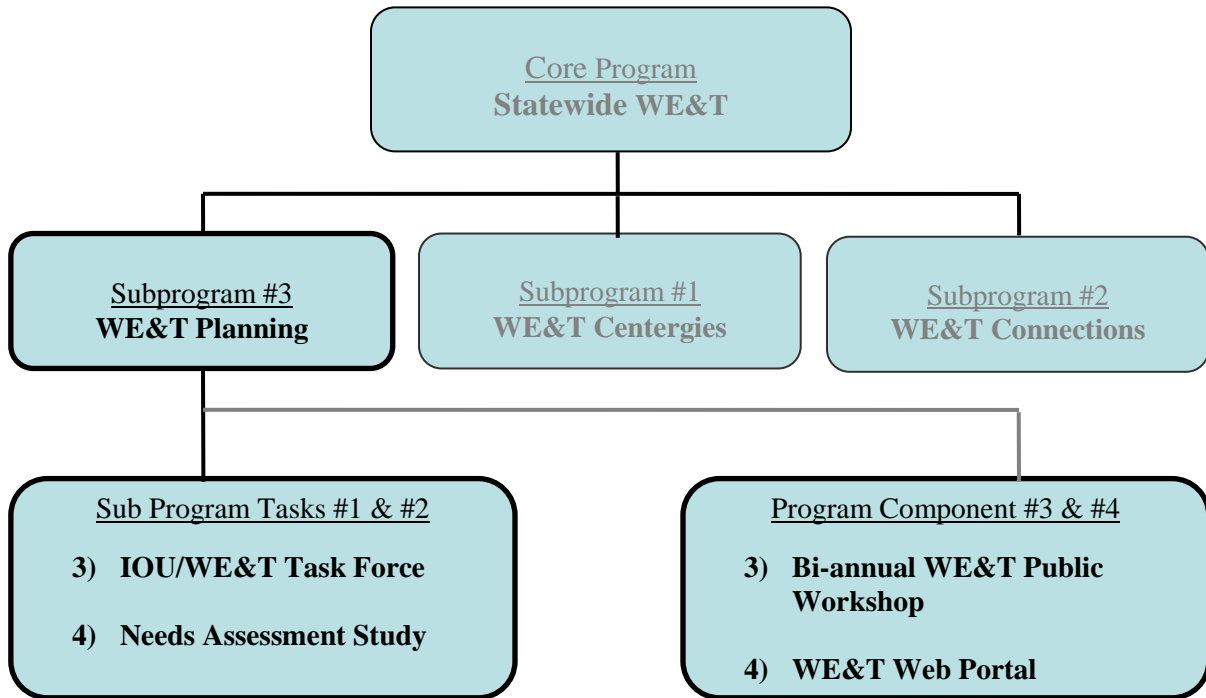 Core Program
Statewide WE&T
Subprogram #3
WE&T Planning
Subprogram #1
WE&T Centergies
Subprogram #2
WE&T Connections
Sub Program Tasks #1 & #2
3) IOU/WE&T Task Force
4) Needs Assessment Study
Program Component #3 & #4
3) Bi-annual WE&T Public
Workshop
4) WE&T Web Portal